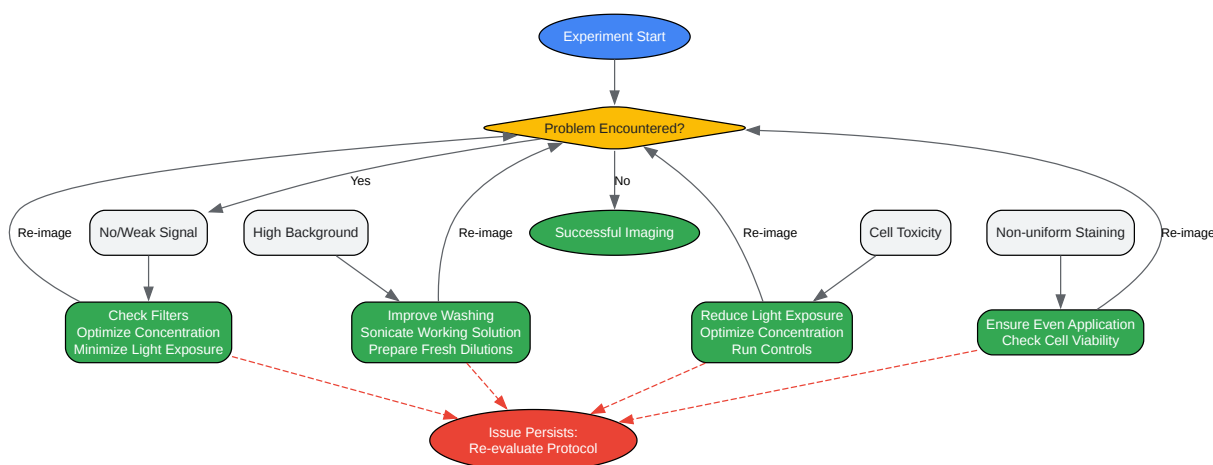 Experiment Start
Problem Encountered?
Yes
No
Re-image
No/Weak Signal
High Background
Re-image
Successful Imaging
Re-image
Cell Toxicity
Non-uniform Staining
Re-image
Check Filters
Optimize Concentration
Minimize Light Exposure
Improve Washing
Sonicate Working Solution
Prepare Fresh Dilutions
Reduce Light Exposure
Optimize Concentration
Run Controls
Ensure Even Application
Check Cell Viability
Issue Persists:
Re-evaluate Protocol